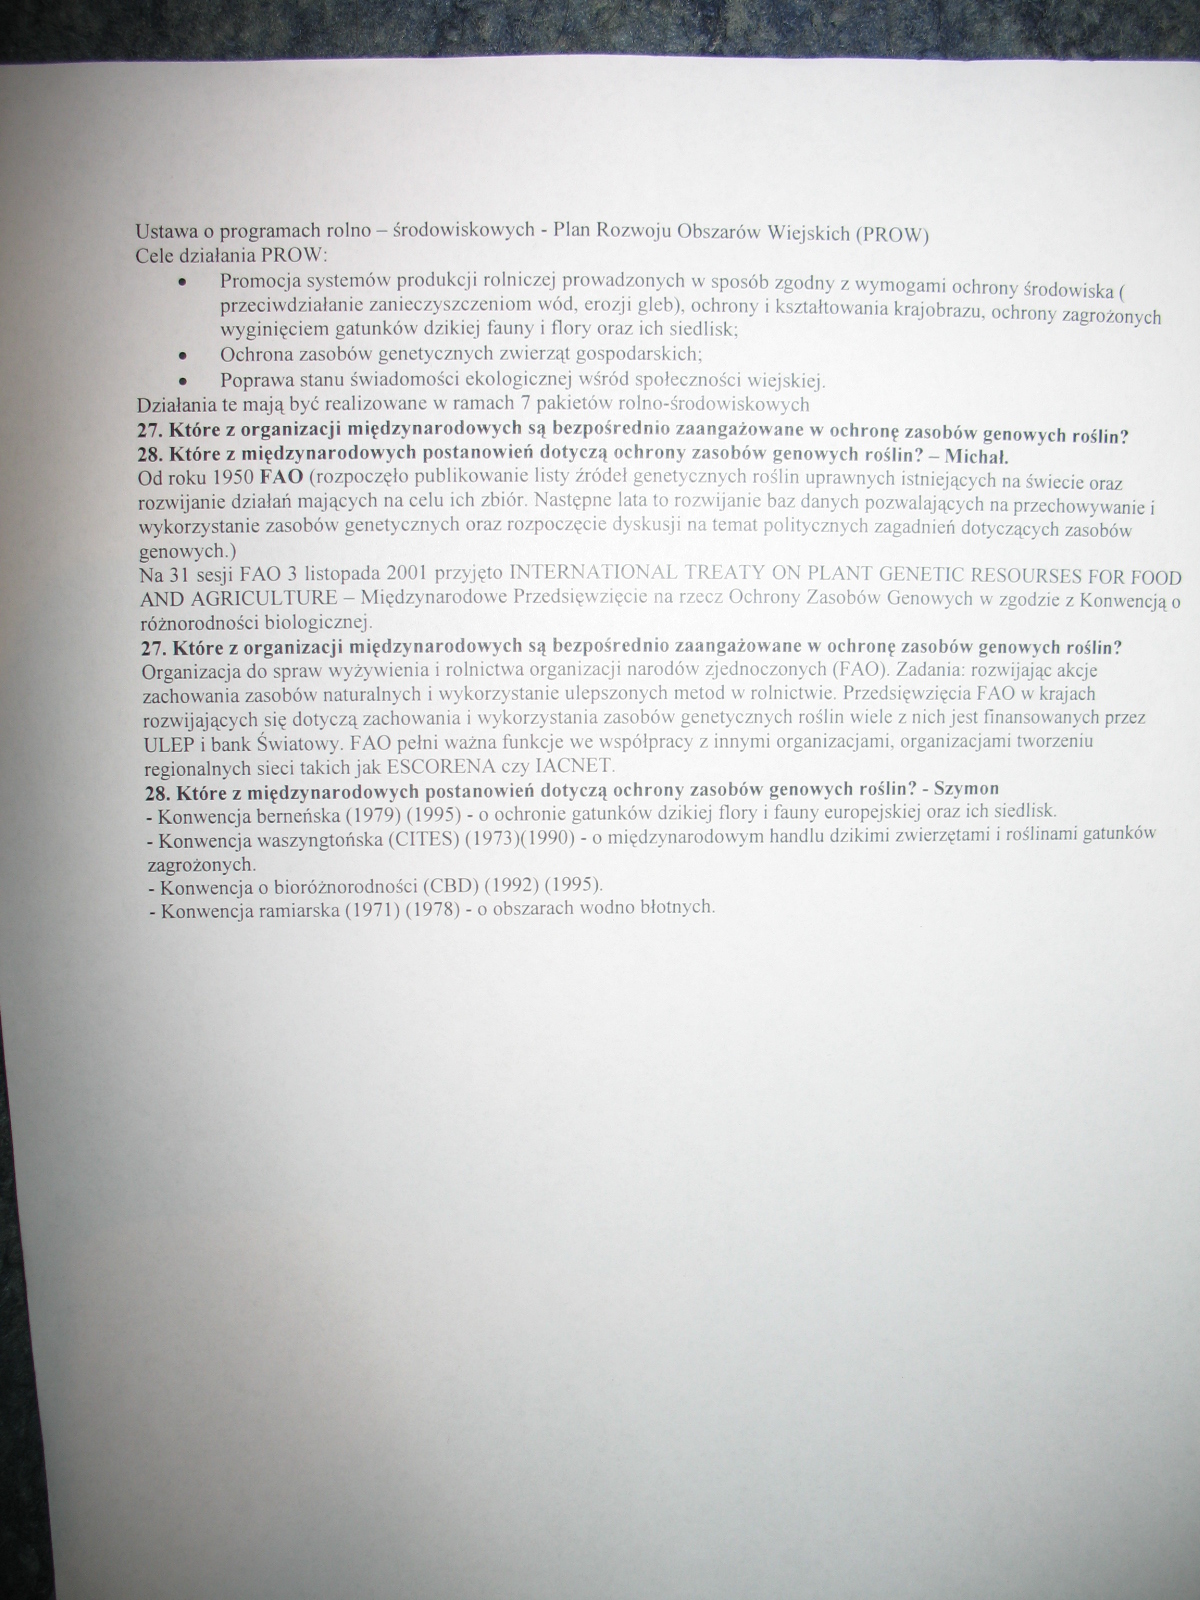 Ustawa o programach rolno – środowiskowych - Plan Rozwoju Obszarów Wiejskich (PROW)
Cele działania PROW:
• Promocja systemów produkcji rolniczej prowadzonych w sposób zgodny z wymogami ochrony środowiska (
przeciwdziałanie zanieczyszczeniom wód, erozji gleb), ochrony i kształtowania krajobrazu, ochrony zagrożonych
wyginięciem gatunków dzikiej fauny i flory oraz ich siedlisk;
• Ochrona zasobów genetycznych zwierząt gospodarskich;
• Poprawa stanu świadomości ekologicznej wśród społeczności wiejskiej.
Działania te mają być realizowane w ramach 7 pakietów rolno-środowiskowych
27. Które z organizacji międzynarodowych są bezpośrednio zaangażowane w ochronę zasobów genowych roślin?
28. Które z międzynarodowych postanowień dotyczą ochrony zasobów genowych roślin? – Michał.
Od roku 1950 FAO (rozpoczęło publikowanie listy źródeł genetycznych roślin uprawnych istniejących na świecie oraz
rozwijanie działań mających na celu ich zbiór. Następne lata to rozwijanie baz danych pozwalających na przechowywanie i
wykorzystanie zasobów genetycznych oraz rozpoczęcie dyskusji na temat politycznych zagadnień dotyczących zasobów
genowych.)
Na 31 sesji FAO 3 listopada 2001 przyjęto INTERNATIONAL TREATY ON PLANT GENETIC RESOURSES FOR FOOD
AND AGRICULTURE – Międzynarodowe Przedsięwzięcie na rzecz Ochrony Zasobów Genowych w zgodzie z Konwencją o
różnorodności biologicznej.
27. Które z organizacji międzynarodowych są bezpośrednio zaangażowane w ochronę zasobów genowych roślin?
Organizacja do spraw wyżywienia i rolnictwa organizacji narodów zjednoczonych (FAO). Zadania: rozwijając akcje
zachowania zasobów naturalnych i wykorzystanie ulepszonych metod w rolnictwie. Przedsięwzięcia FAO w krajach
rozwijających się dotyczą zachowania i wykorzystania zasobów genetycznych roślin wiele z nich jest finansowanych przez
ULEP i bank Światowy. FAO pełni ważna funkcje we współpracy z innymi organizacjami, organizacjami tworzeniu
regionalnych sieci takich jak ESCORENA czy IACNET.
28. Które z międzynarodowych postanowień dotyczą ochrony zasobów genowych roślin? - Szymon
- Konwencja berneńska (1979) (1995) - o ochronie gatunków dzikiej flory i fauny europejskiej oraz ich siedlisk.
- Konwencja waszyngtońska (CITES) (1973)(1990) - o międzynarodowym handlu dzikimi zwierzętami i roślinami gatunków
zagrożonych.
- Konwencja o bioróżnorodności (CBD) (1992) (1995).
- Konwencja ramiarska (1971) (1978) - o obszarach wodno błotnych.